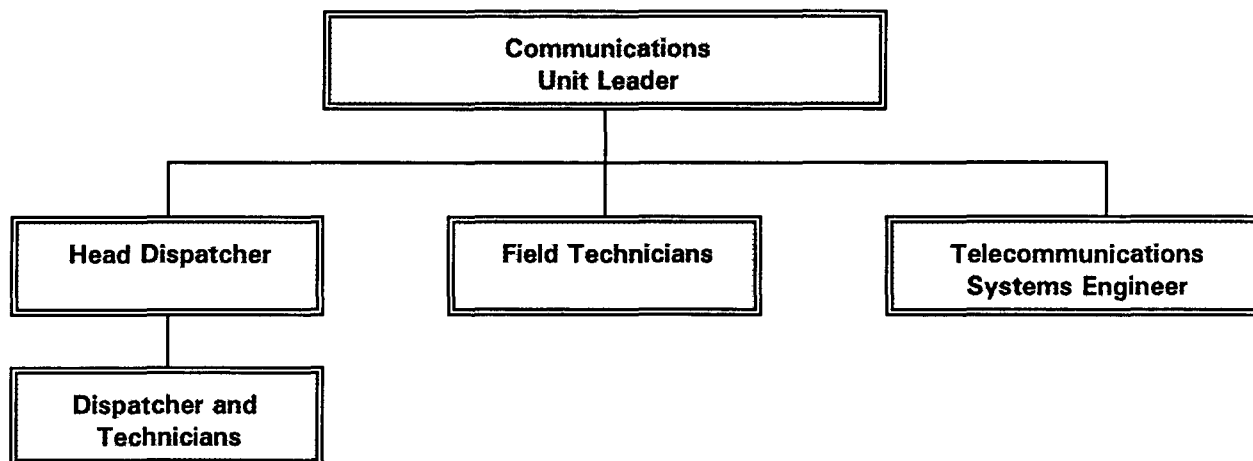 Communications
Unit Leader
Head Dispatcher
Field Technicians
Telecommunications
Systems Engineer
Dispatcher and
Technicians